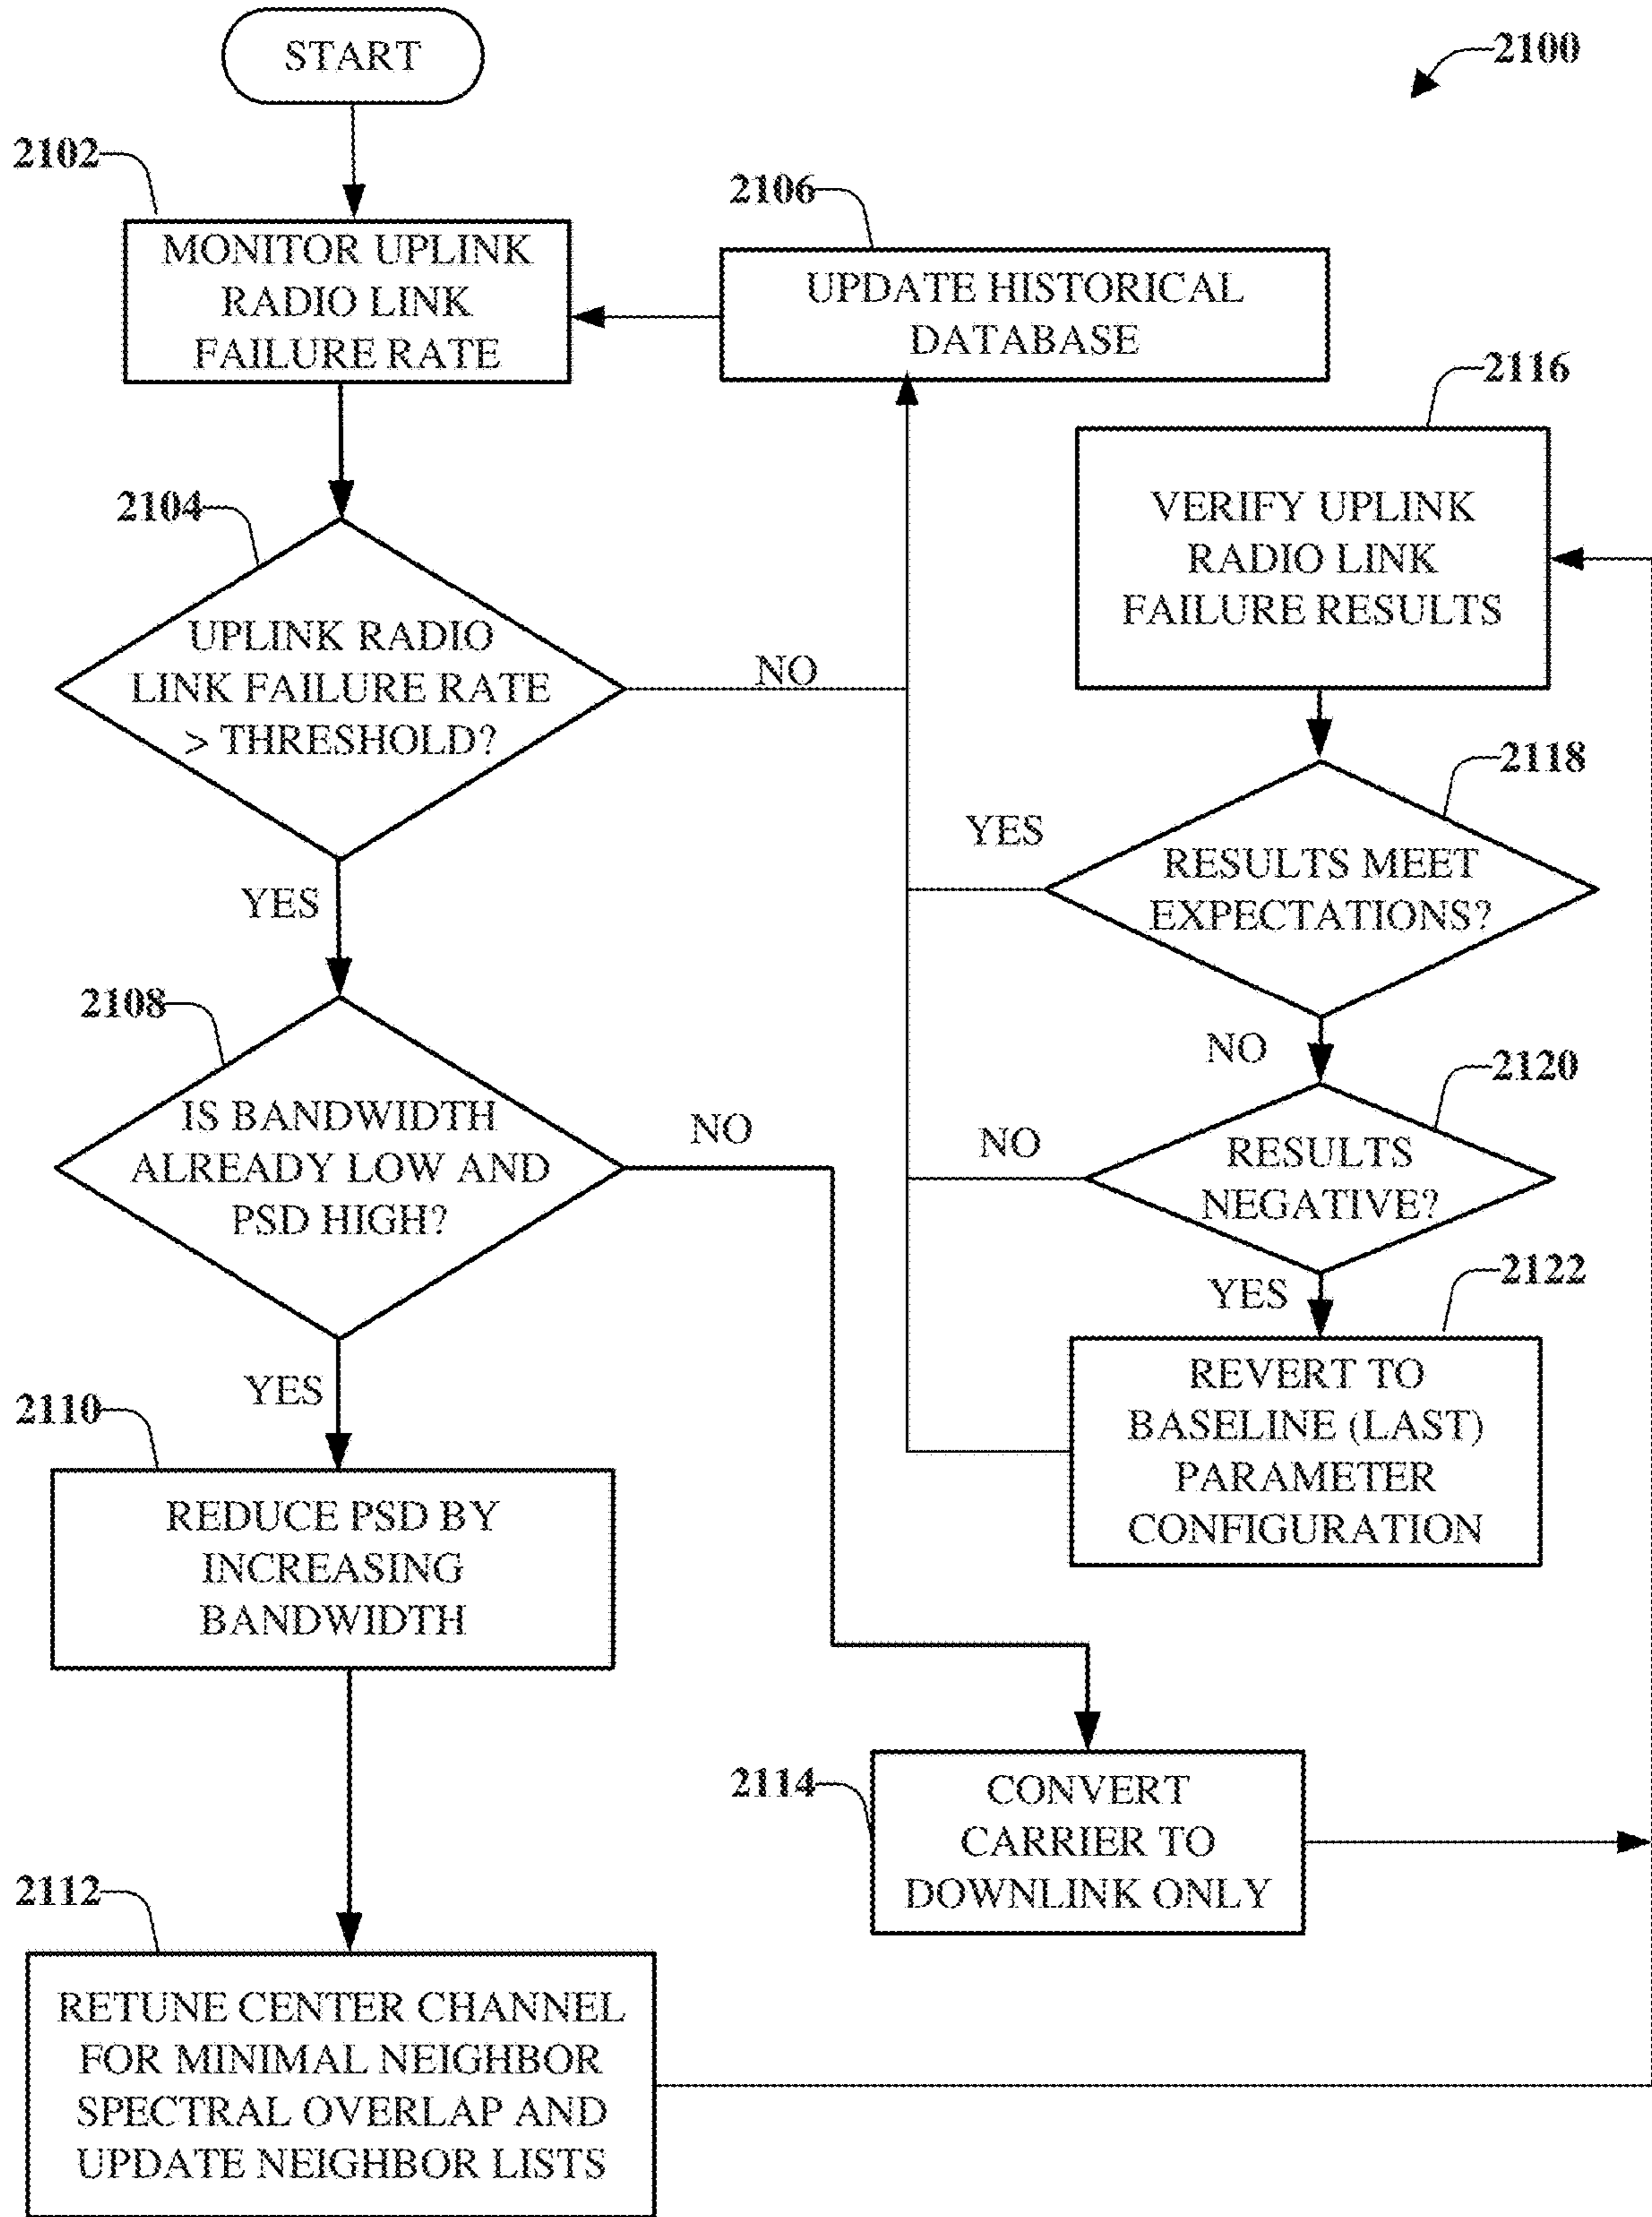 START
2100
2102
MONITOR UPLINK
RADIO LINK
FAILURE RATE
2106
UPDATE HISTORICAL
DATABASE
2104
UPLINK RADIO
LINK FAILURE RATE
> THRESHOLD?
NO
YES
2108
IS BANDWIDTH
ALREADY LOW AND
PSD HIGH?
NO
YES
2110
REDUCE PSD BY
INCREASING
BANDWIDTH
2112
RETUNE CENTER CHANNEL
FOR MINIMAL NEIGHBOR
SPECTRAL OVERLAP AND
UPDATE NEIGHBOR LISTS
2114
CONVERT
CARRIER TO
DOWNLINK ONLY
2116
VERIFY UPLINK
RADIO LINK
FAILURE RESULTS
2118
YES
RESULTS MEET
EXPECTATIONS?
NO
2120
NO
RESULTS
NEGATIVE?
YES
2122
REVERT TO
BASELINE (LAST)
PARAMETER
CONFIGURATION